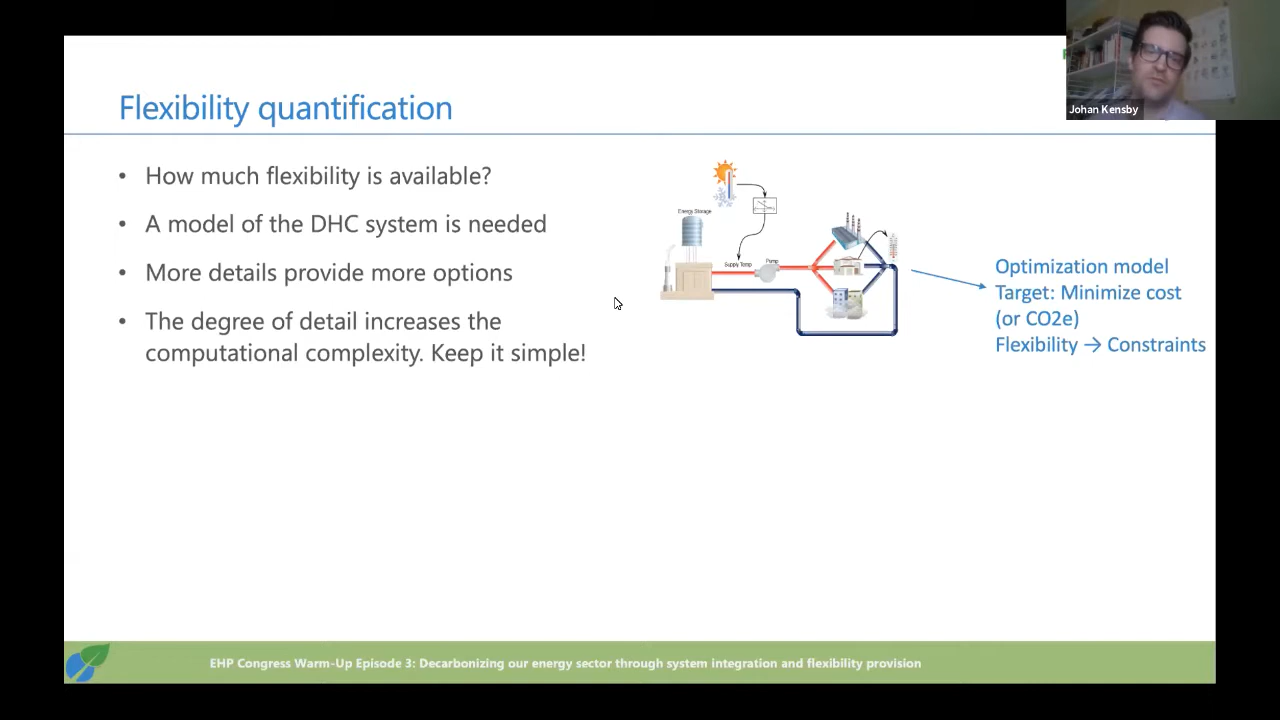 Johan Kensby
Flexibility quantification
• How much flexibility is available?
• A model of the DHC system is needed
• More details provide more options
• The degree of detail increases the
computational complexity. Keep it simple!
Energy Storage
Supply Temp
Pump
Optimization model
Target: Minimize cost
(or CO2e)
Flexibility → Constraints
EHP Congress Warm-Up Episode 3: Decarbonizing our energy sector through system integration and flexibility provision